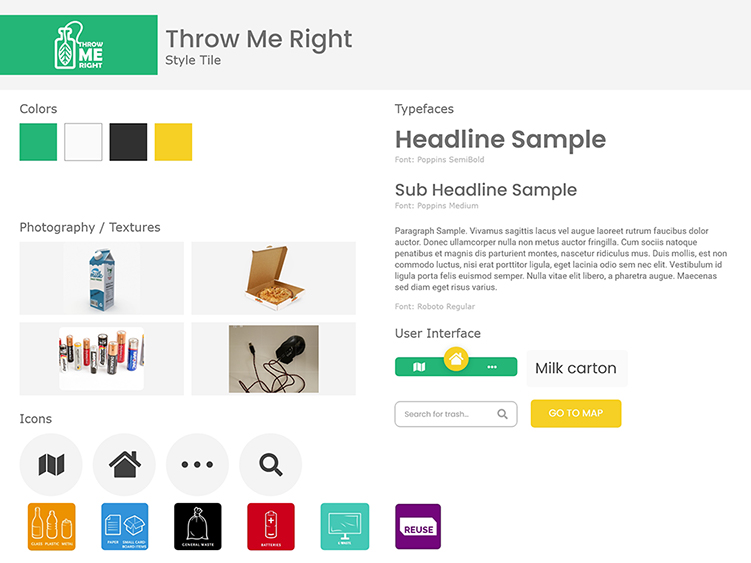 THROW
ME
RIGHT
Throw Me Right
Style Tile
Colors
Photography / Textures
Icons
GLASS PLASTIC METAL
PAPER SMALL CARD-
BOARD ITEMS
GENERAL WASTE
BATTERIES
E-WASTE
REUSE
Typefaces
Headline Sample
Font: Poppins SemiBold
Sub Headline Sample
Font: Poppins Medium
Paragraph Sample. Vivamus sagittis lacus vel augue laoreet rutrum faucibus dolor
auctor. Donec ullamcorper nulla non metus auctor fringilla. Cum sociis natoque
penatibus et magnis dis parturient montes, nascetur ridiculus mus. Duis mollis, est non
commodo luctus, nisi erat porttitor ligula, eget lacinia odio sem nec elit. Vestibulum id
ligula porta felis euismod semper. Nulla vitae elit libero, a pharetra augue. Maecenas
sed diam eget risus varius.
Font: Roboto Regular
User Interface
Milk carton
Search for trash...
GO TO MAP